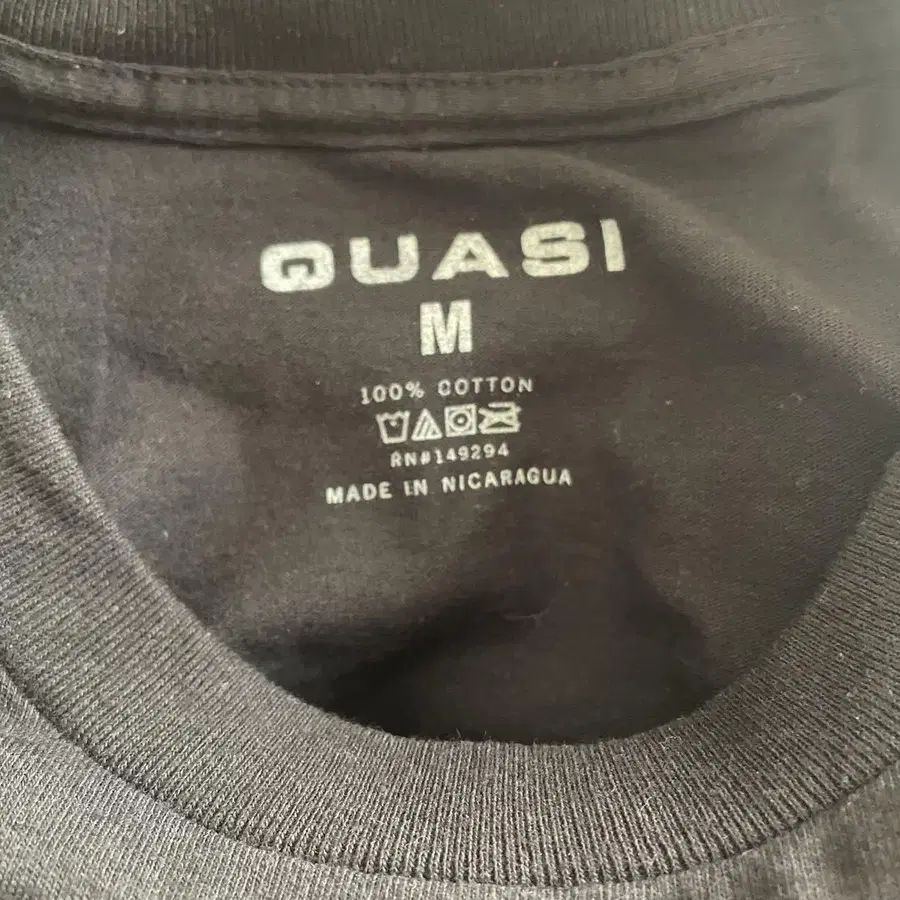 QUASI
M
100% COTTON
RN#149294
MADE IN NICARAGUA